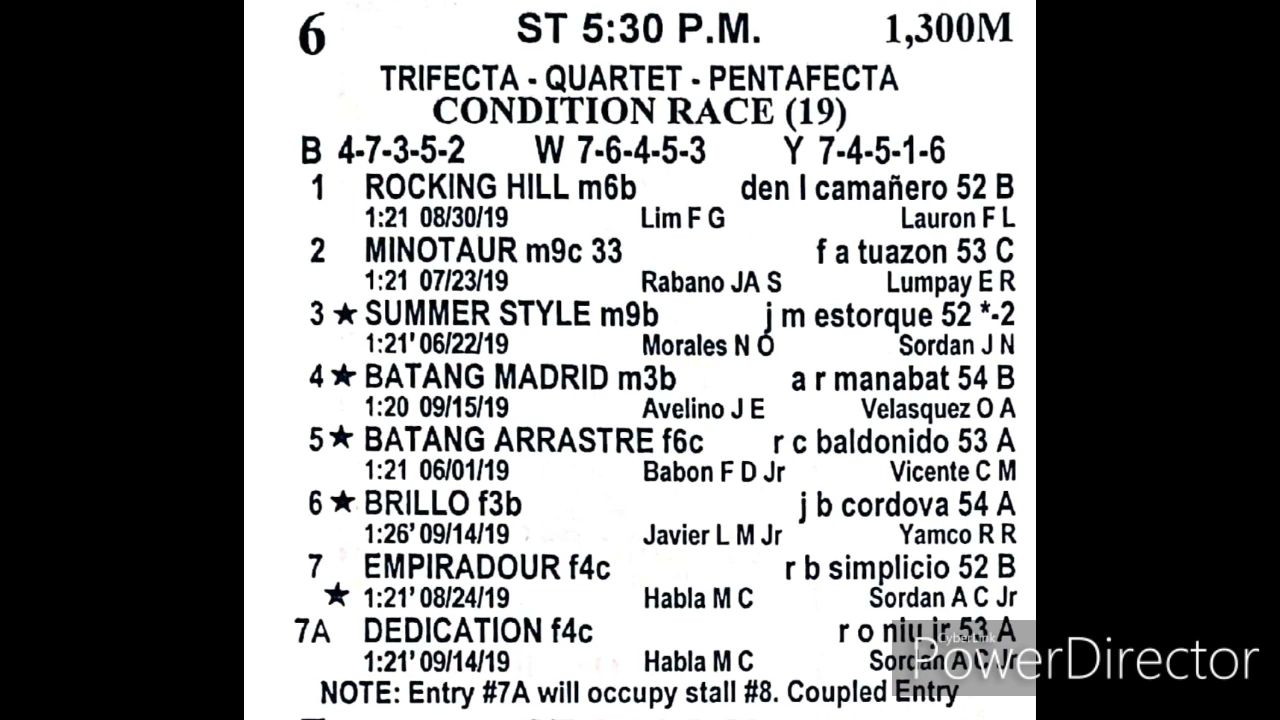 6 ST 5:30 P.M. 1,300M
TRIFECTA - QUARTET - PENTAFECTA
CONDITION RACE (19)
B 4-7-3-5-2 W 7-6-4-5-3 Y 7-4-5-1-6
1 ROCKING HILL m6b den l camañero 52 B
1:21 08/30/19 Lim F G Lauron F L
2 MINOTAUR m9c 33 f a tuazon 53 C
1:21 07/23/19 Rabano JA S Lumpay E R
3 ★ SUMMER STYLE m9b j m estorque 52 *-2
1:21' 06/22/19 Morales N O Sordan J N
4 ★ BATANG MADRID m3b a r manabat 54 B
1:20 09/15/19 Avelino J E Velasquez O A
5 ★ BATANG ARRASTRE f6c r c baldonido 53 A
1:21 06/01/19 Babon F D Jr Vicente C M
6 ★ BRILLO f3b j b cordova 54 A
1:26' 09/14/19 Javier L M Jr Yamco R R
7 EMPIRADOUR f4c r b simplicio 52 B
★ 1:21' 08/24/19 Habla M C Sordan A C Jr
7A DEDICATION f4c r o niu jr 53 A
1:21' 09/14/19 Habla M C Sordan A C Jr
NOTE: Entry #7A will occupy stall #8. Coupled Entry
CyberLink
PowerDirector